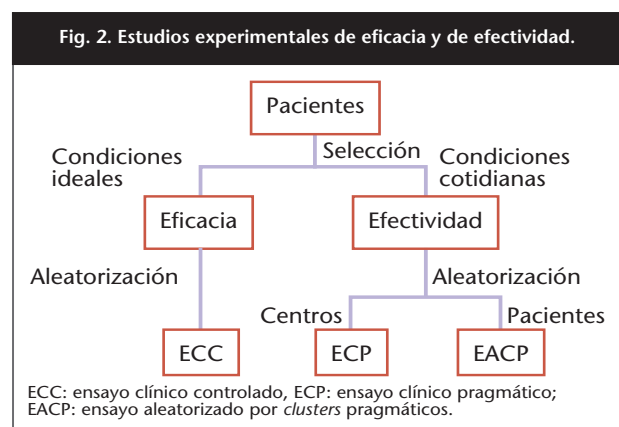 Fig. 2. Estudios experimentales de eficacia y de efectividad.
Pacientes
Selección
Condiciones
ideales
Condiciones
cotidianas
Eficacia
Efectividad
Aleatorización
Aleatorización
Centros
Pacientes
ECC
ECP
EACP
ECC: ensayo clínico controlado, ECP: ensayo clínico pragmático;
EACP: ensayo aleatorizado por clusters pragmáticos.